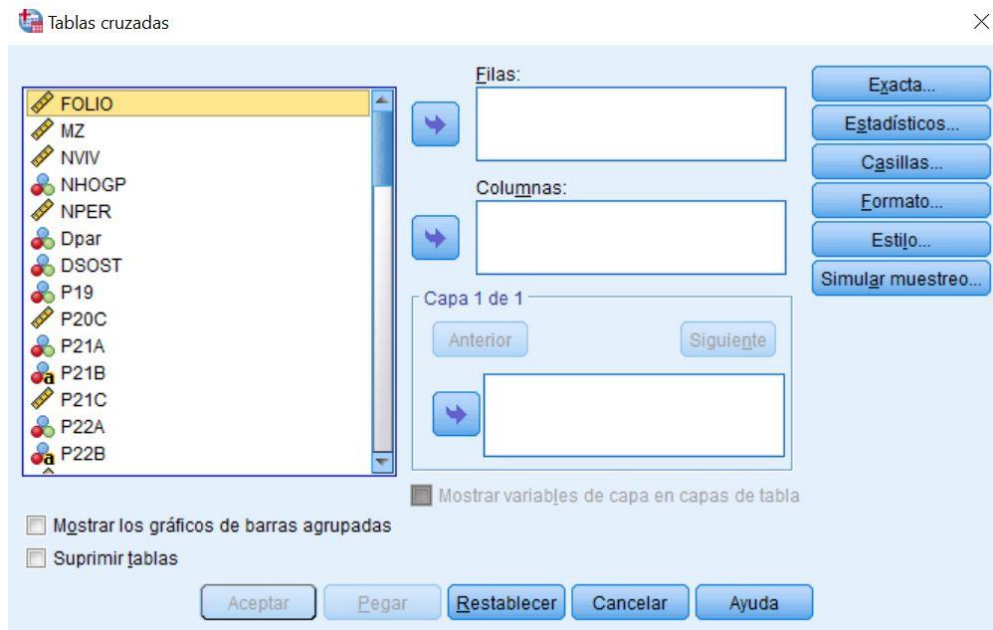 Tablas cruzadas
FOLIO
MZ
NVIV
NHOGP
NPER
Dpar
DSOST
P19
P20C
P21A
P21B
P21C
P22A
P22B
Filas:
Columnas:
Capa 1 de 1
Anterior
Siguiente
Mostrar variables de capa en capas de tabla
Exacta...
Estadísticos...
Casillas...
Formato...
Estilo...
Simular muestreo...
Mostrar los gráficos de barras agrupadas
Suprimir tablas
Aceptar Pegar Restablecer Cancelar Ayuda